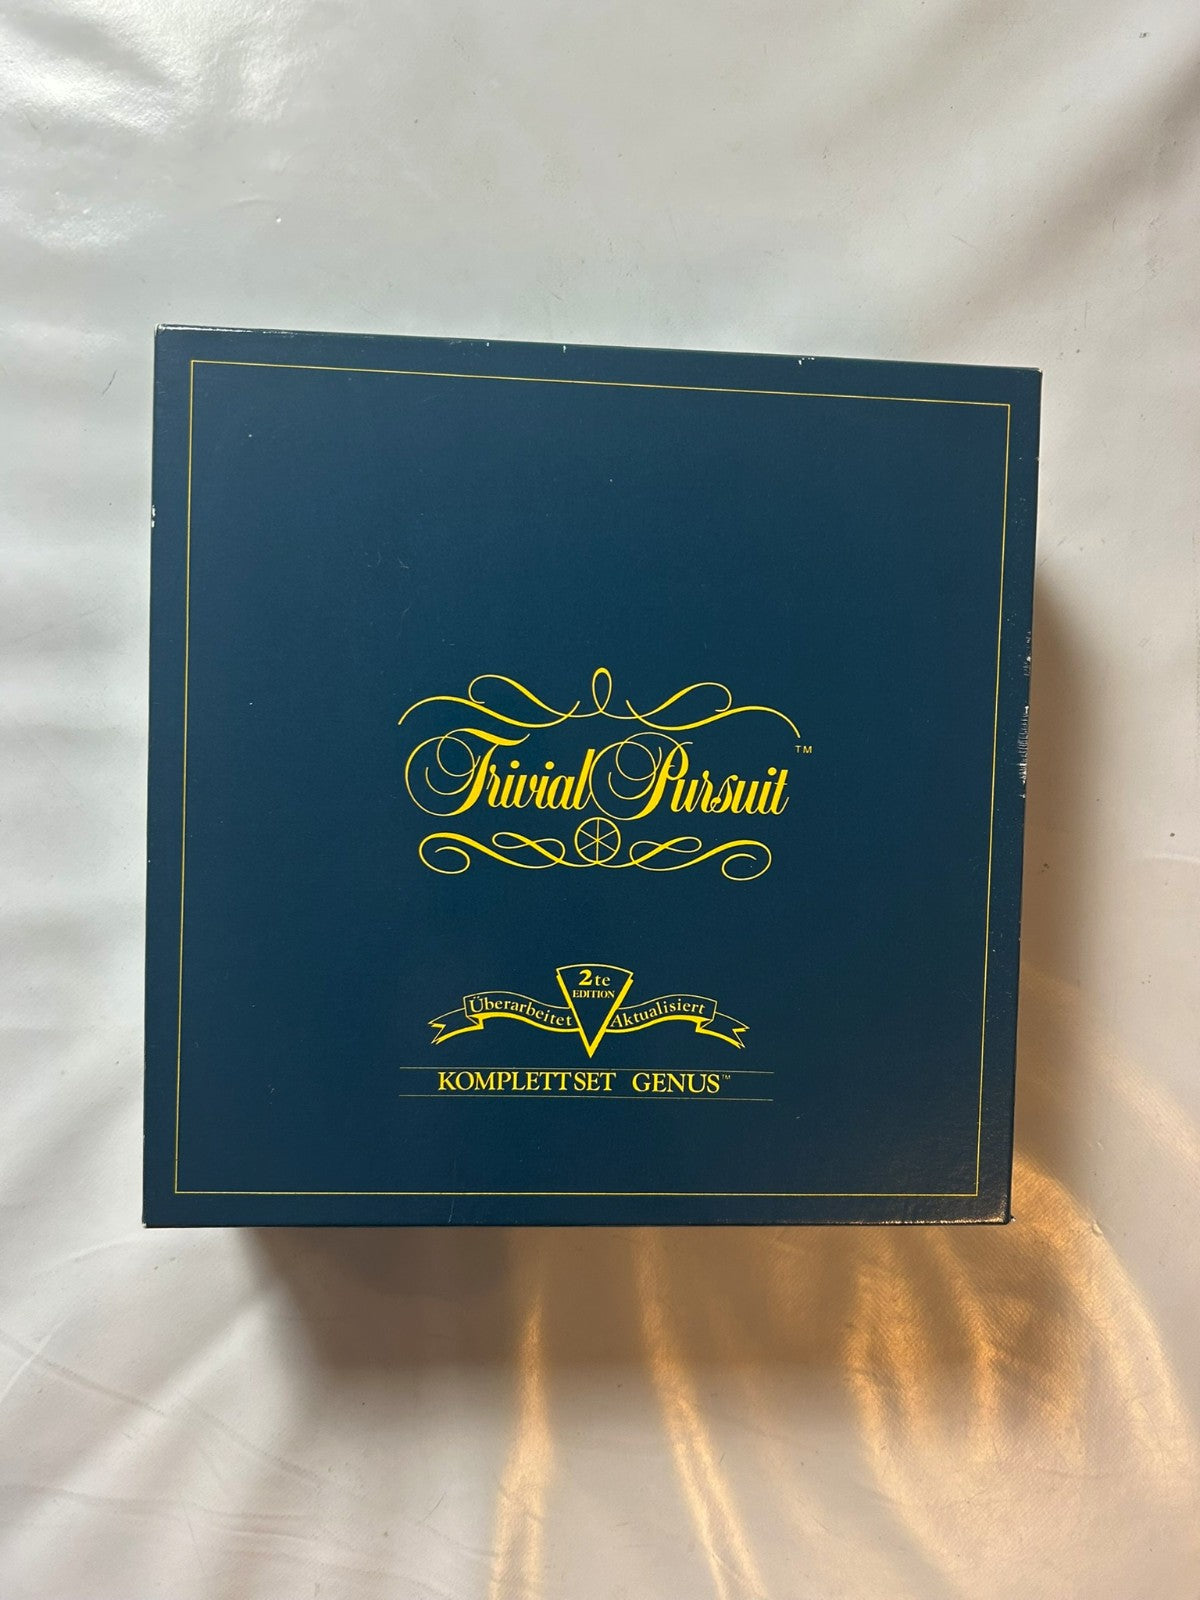 Trivial Pursuit™
2te
EDITION
Überarbeitet Aktualisiert
KOMPLETTSET GENUS™